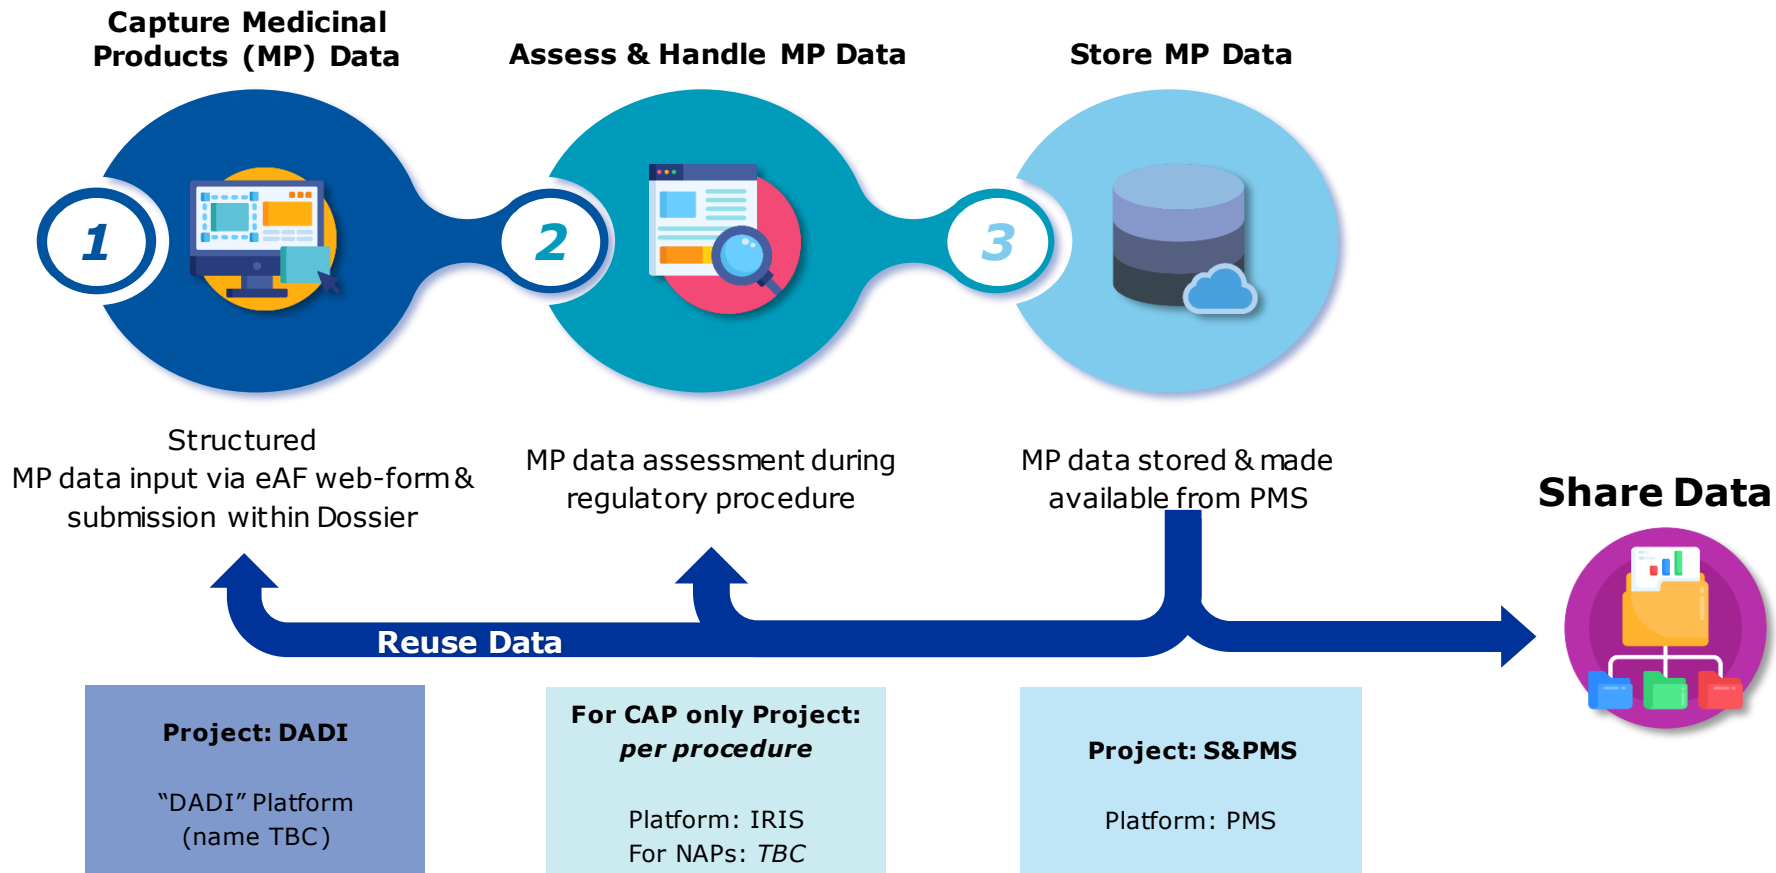 Capture Medicinal
Products (MP) Data
Assess & Handle MP Data
Store MP Data
1
2
3
Structured
MP data input via eAF web-form &
submission within Dossier
MP data assessment during
regulatory procedure
MP data stored & made
available from PMS
Share Data
Reuse Data
Project: DADI
“DADI” Platform
(name TBC)
For CAP only Project:
per procedure
Platform: IRIS
For NAPs: TBC
Project: S&PMS
Platform: PMS